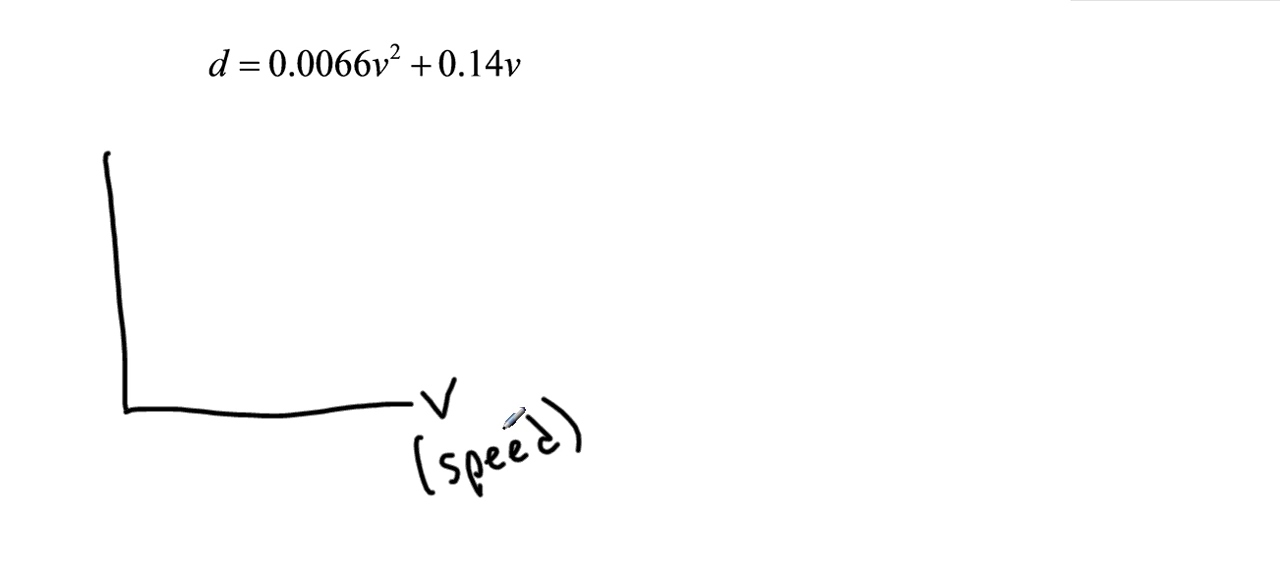 d = 0.0066v² + 0.14v
V
(speed)